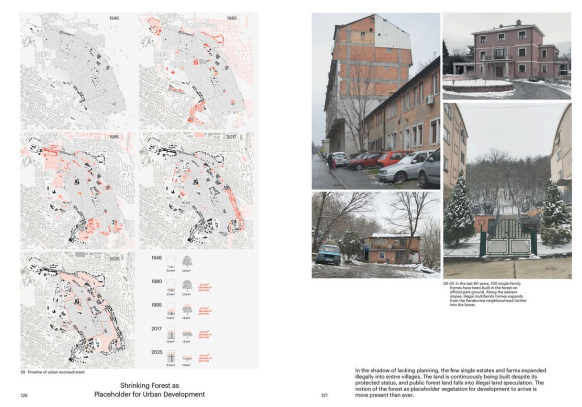 1946
1980
1995
2017
2025
1946
1980
1995
2017
2025
29 Timeline of urban encroachment
126
Shrinking Forest as
Placeholder for Urban Development
30-33 In the last 60 years, 100 single-family
homes have been built in the forest on
official park ground. Along the eastern
slopes, illegal multifamily homes expand
from the Karaburma neighbourhood further
into the forest.
127
In the shadow of lacking planning, the few single estates and farms expanded
illegally into entire villages. The land is continuously being built despite its
protected status, and public forest land falls into illegal land speculation. The
notion of the forest as placeholder vegetation for development to arrive is
more present than ever.